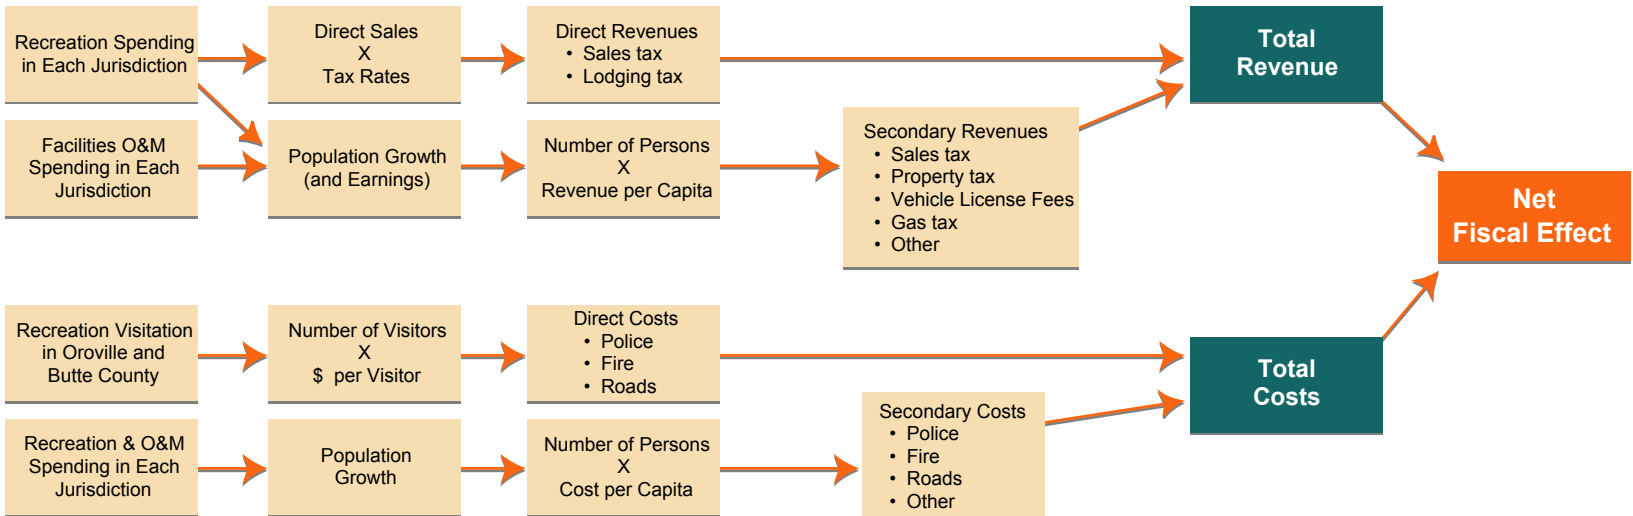 Recreation Spending
in Each Jurisdiction
Direct Sales
X
Tax Rates
Direct Revenues
• Sales tax
• Lodging tax
Total
Revenue
Facilities O&M
Spending in Each
Jurisdiction
Population Growth
(and Earnings)
Number of Persons
X
Revenue per Capita
Secondary Revenues
• Sales tax
• Property tax
• Vehicle License Fees
• Gas tax
• Other
Net
Fiscal Effect
Recreation Visitation
in Oroville and
Butte County
Number of Visitors
X
$ per Visitor
Direct Costs
• Police
• Fire
• Roads
Total
Costs
Recreation & O&M
Spending in Each
Jurisdiction
Population
Growth
Number of Persons
X
Cost per Capita
Secondary Costs
• Police
• Fire
• Roads
• Other